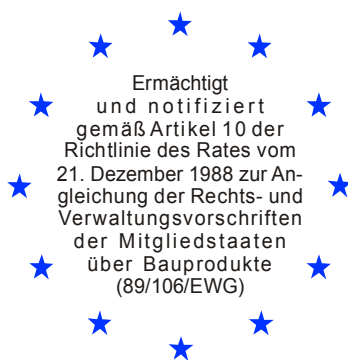 Ermächtigt
und notifiziert
gemäß Artikel 10 der
Richtlinie des Rates vom
21. Dezember 1988 zur An-
gleichung der Rechts- und
Verwaltungsvorschriften
der Mitgliedstaaten
über Bauprodukte
(89/106/EWG)